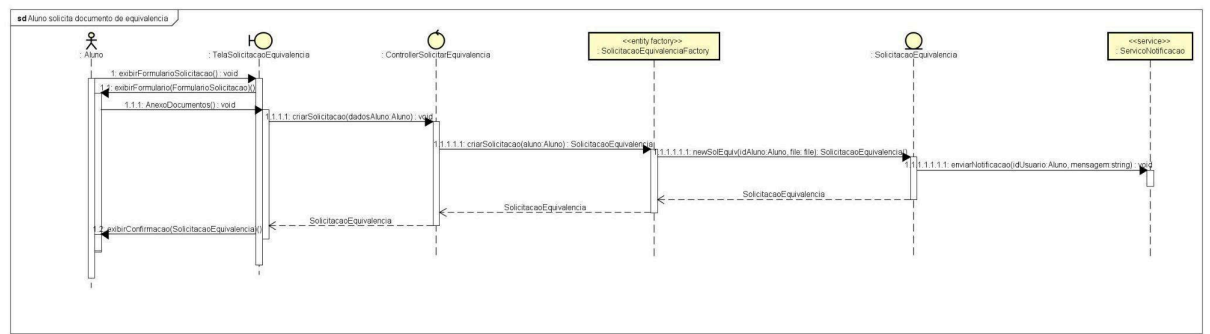 sd Aluno solicita documento de equivalencia
: Aluno
: TelaSolicitacaoEquivalencia
: ControllerSolicitarEquivalencia
<<entity factory>>
: SolicitacaoEquivalenciaFactory
: SolicitacaoEquivalencia
<<service>>
: ServicoNotificacao
1: exibirFormularioSolicitacao() : void
1.1: exibirFormulario(FormularioSolicitacao)()
1.1.1: AnexoDocumentos() : void
1.1.1.1: criarSolicitacao(dadosAluno:Aluno) : void
1.1.1.1.1: criarSolicitacao(aluno:Aluno) : SolicitacaoEquivalencia
1.1.1.1.1.1: newSolEquiv(idAluno:Aluno, file: file): SolicitacaoEquivalencia()
1.1.1.1.1.1.1: enviarNotificacao(idUsuario:Aluno, mensagem:string) : void
SolicitacaoEquivalencia
SolicitacaoEquivalencia
SolicitacaoEquivalencia
1.2: exibirConfirmacao(SolicitacaoEquivalencia)()